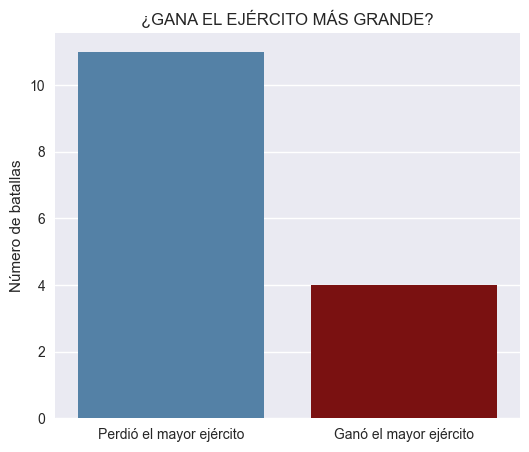 ¿GANA EL EJÉRCITO MÁS GRANDE?
Número de batallas
10
8
6
4
2
0
Perdió el mayor ejército
Ganó el mayor ejército